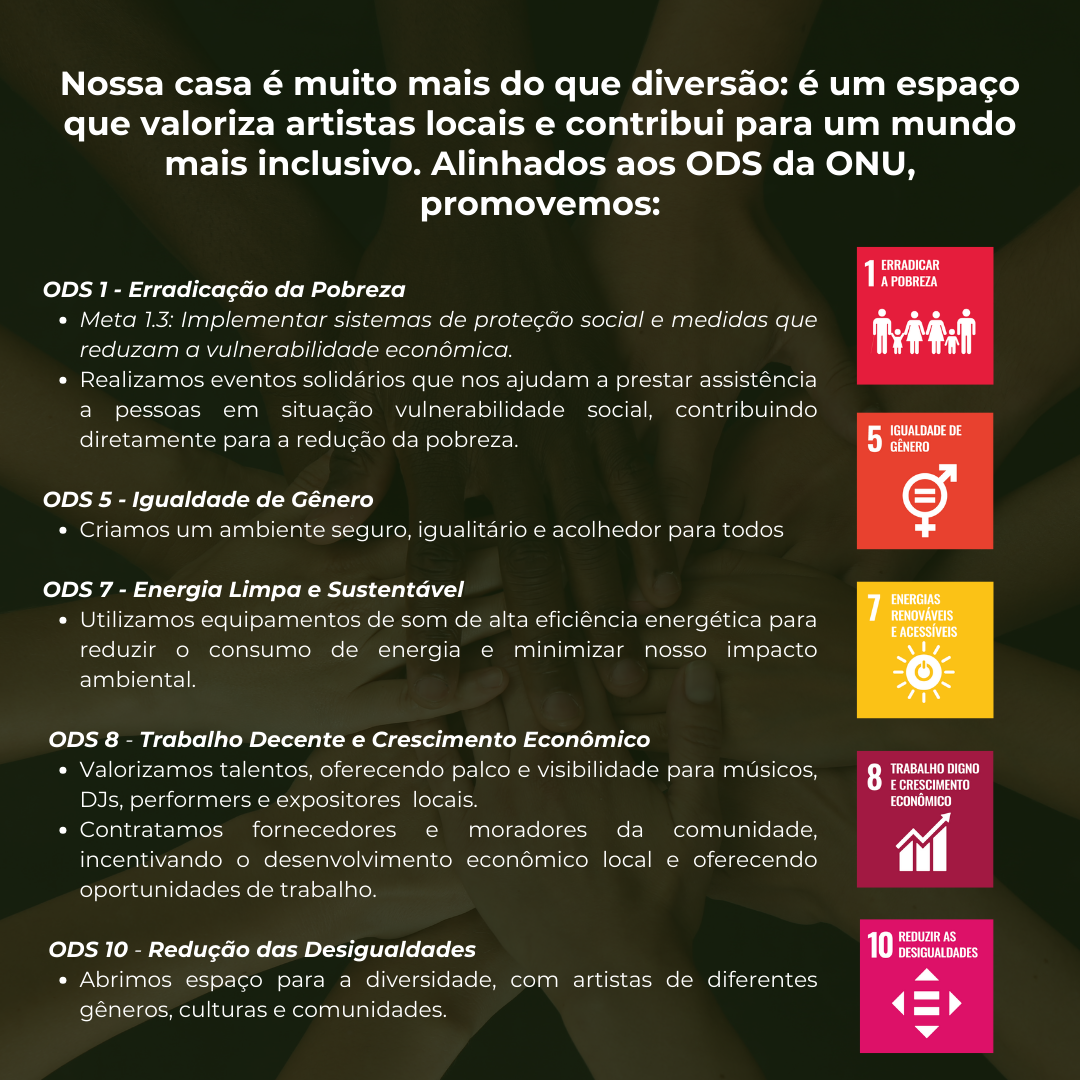 Nossa casa é muito mais do que diversão: é um espaço
que valoriza artistas locais e contribui para um mundo
mais inclusivo. Alinhados aos ODS da ONU,
promovemos:
ODS 1 - Erradicação da Pobreza
• Meta 1.3: Implementar sistemas de proteção social e medidas que
reduzam a vulnerabilidade econômica.
• Realizamos eventos solidários que nos ajudam a prestar assistência
a pessoas em situação vulnerabilidade social, contribuindo
diretamente para a redução da pobreza.
ODS 5 - Igualdade de Gênero
• Criamos um ambiente seguro, igualitário e acolhedor para todos
ODS 7 - Energia Limpa e Sustentável
• Utilizamos equipamentos de som de alta eficiência energética para
reduzir o consumo de energia e minimizar nosso impacto
ambiental.
ODS 8 - Trabalho Decente e Crescimento Econômico
• Valorizamos talentos, oferecendo palco e visibilidade para músicos,
DJs, performers e expositores locais.
• Contratamos fornecedores e moradores da comunidade,
incentivando o desenvolvimento econômico local e oferecendo
oportunidades de trabalho.
ODS 10 - Redução das Desigualdades
• Abrimos espaço para a diversidade, com artistas de diferentes
gêneros, culturas e comunidades.
1 ERRADICAR
A POBREZA
5 IGUALDADE DE
GÊNERO
7 ENERGIAS
RENOVÁVEIS
E ACESSÍVEIS
8 TRABALHO DIGNO
E CRESCIMENTO
ECONÓMICO
10 REDUZIR AS
DESIGUALDADES